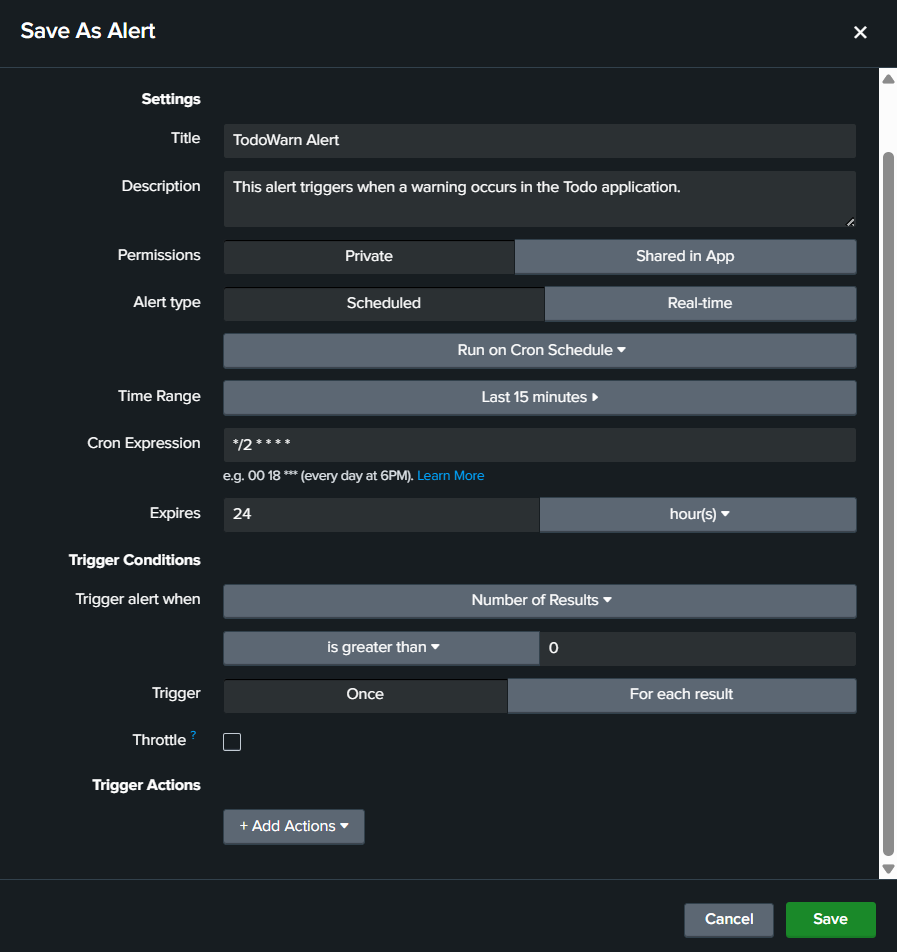 Save As Alert
Settings
Title
TodoWarn Alert
Description
This alert triggers when a warning occurs in the Todo application.
Permissions
Private
Shared in App
Alert type
Scheduled
Real-time
Run on Cron Schedule
Time Range
Last 15 minutes
Cron Expression
*/2 * * * *
e.g. 00 18 *** (every day at 6PM). Learn More
Expires
24
hour(s)
Trigger Conditions
Trigger alert when
Number of Results
is greater than
0
Trigger
Once
For each result
Throttle ?
Trigger Actions
+ Add Actions
Cancel
Save